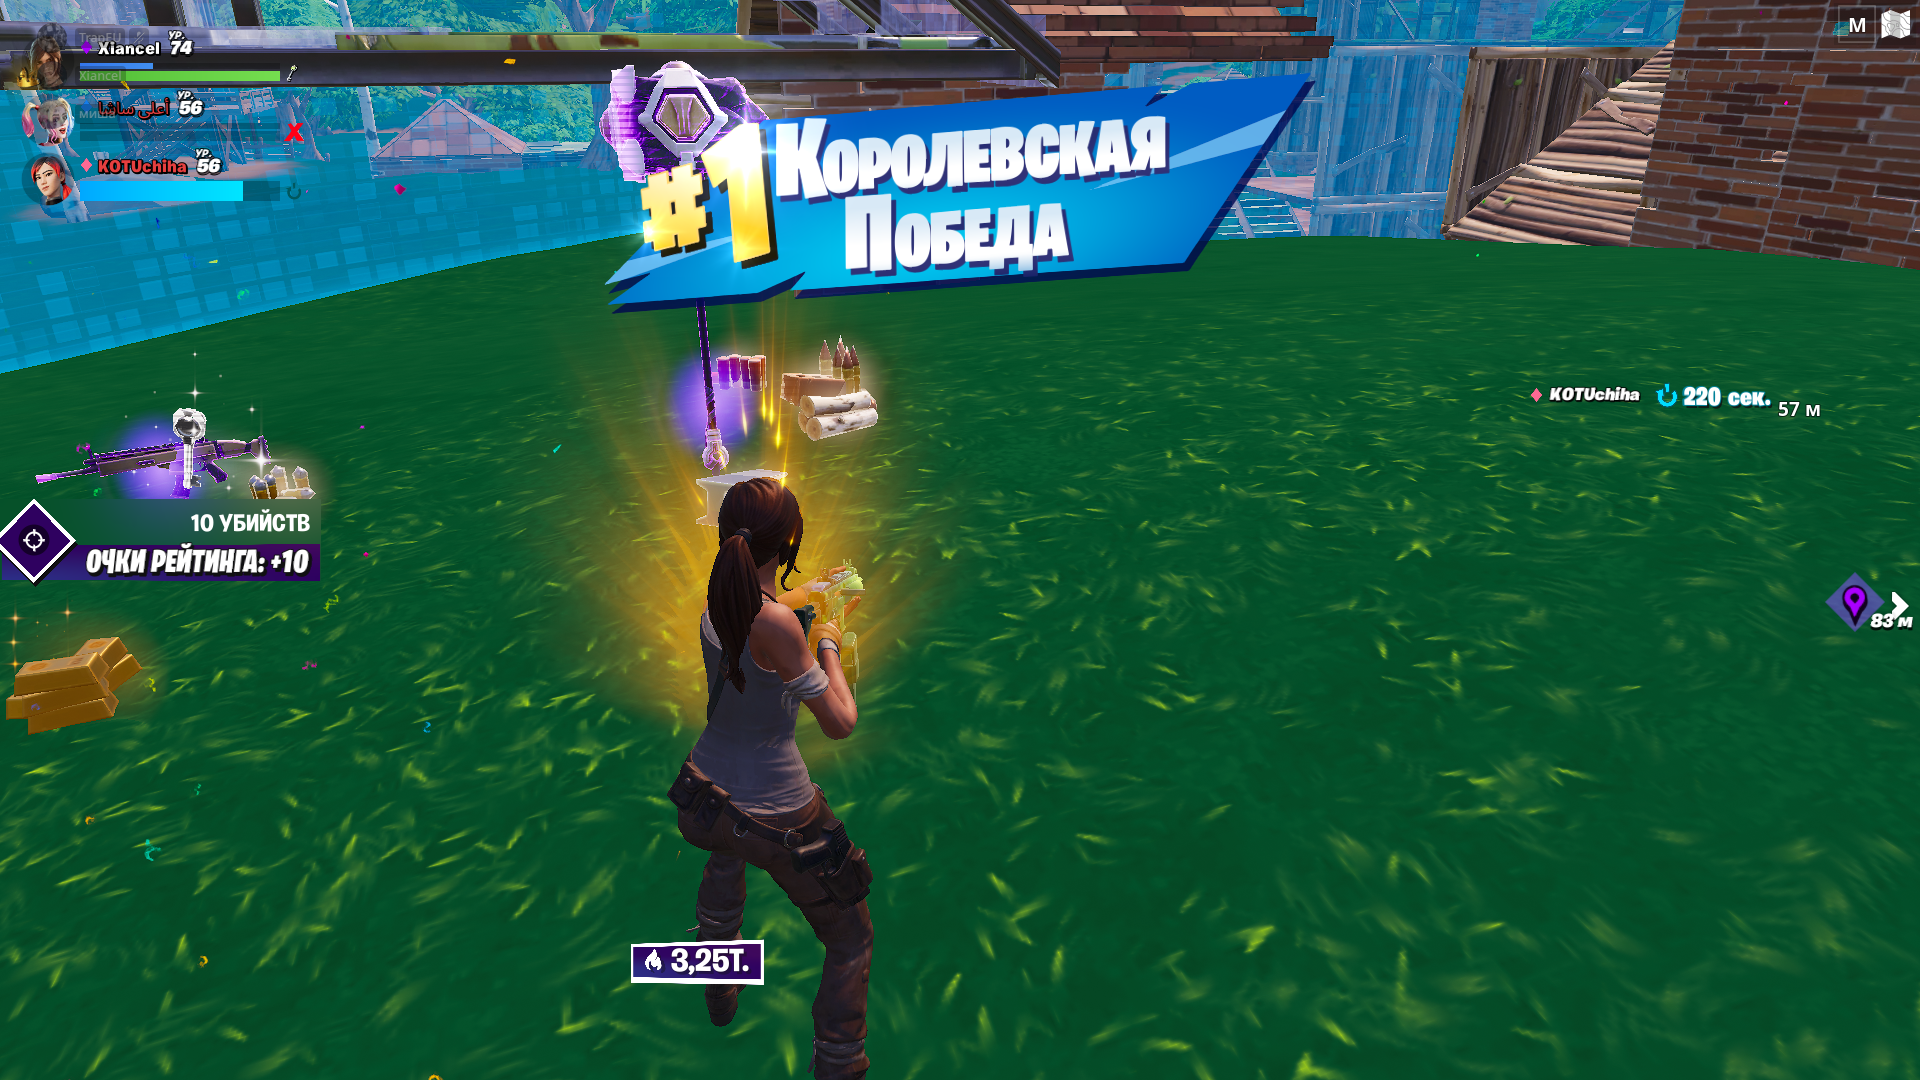 Xiancel
ур. 74
Xiancel
أعلى ساشا
ур. 56
KOTUchiha
ур. 56
#1 Королевская
Победа
M
KOTUchiha 220 сек. 57 м
10 УБИЙСТВ
ОЧКИ РЕЙТИНГА: +10
83 м
3,25Т.